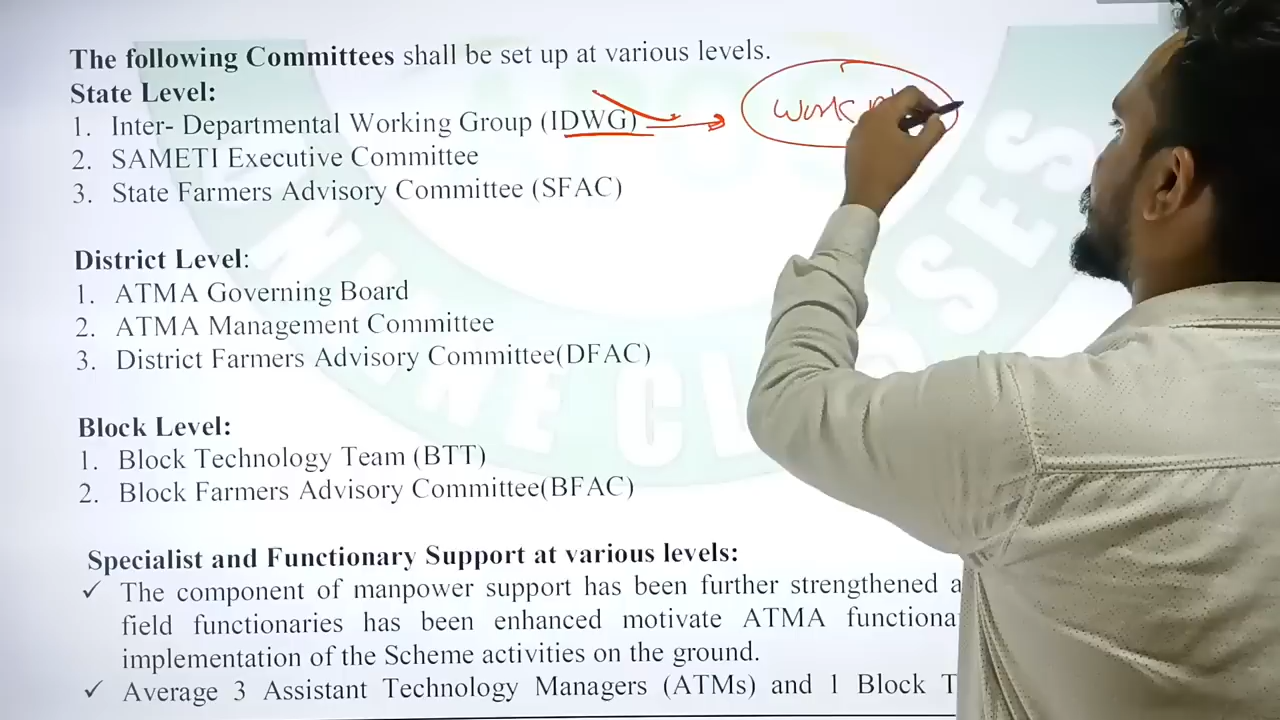 The following Committees shall be set up at various levels.
State Level:
1. Inter- Departmental Working Group (IDWG)
work
2. SAMETI Executive Committee
3. State Farmers Advisory Committee (SFAC)
District Level:
1. ATMA Governing Board
2. ATMA Management Committee
3. District Farmers Advisory Committee(DFAC)
Block Level:
1. Block Technology Team (BTT)
2. Block Farmers Advisory Committee(BFAC)
Specialist and Functionary Support at various levels:
✓ The component of manpower support has been further strengthened
field functionaries has been enhanced motivate ATMA
implementation of the Scheme activities on the ground.
✓ Average 3 Assistant Technology Managers (ATMs) and 1 Block